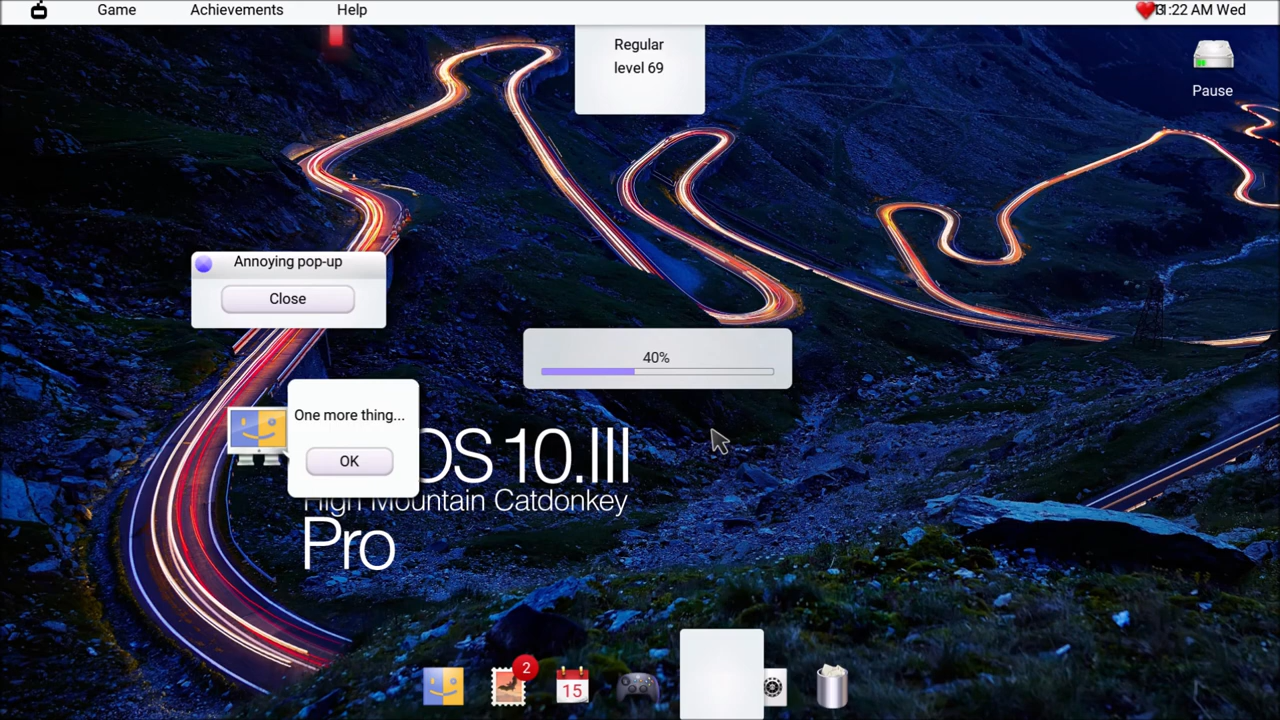 Game Achievements Help
:22 AM Wed
Regular
level 69
Pause
Annoying pop-up
Close
40%
One more thing...
OK
OS 10.III
High Mountain Catdonkey
Pro
2
15